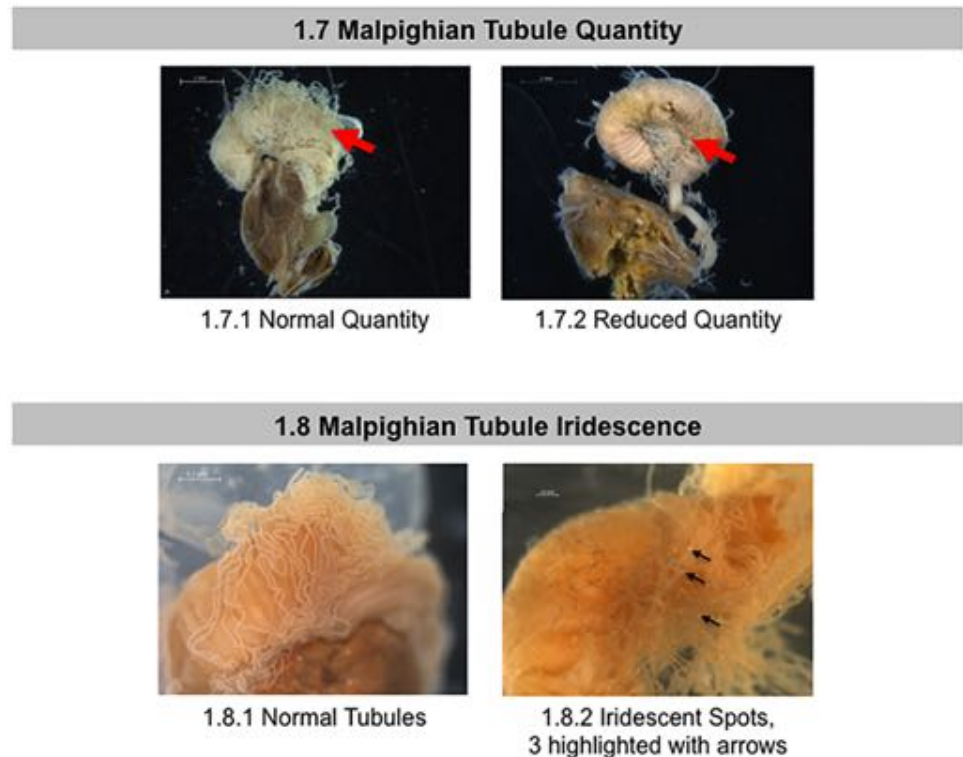 1.7 Malpighian Tubule Quantity
1.7.1 Normal Quantity
1.7.2 Reduced Quantity
1.8 Malpighian Tubule Iridescence
1.8.1 Normal Tubules
1.8.2 Iridescent Spots,
3 highlighted with arrows